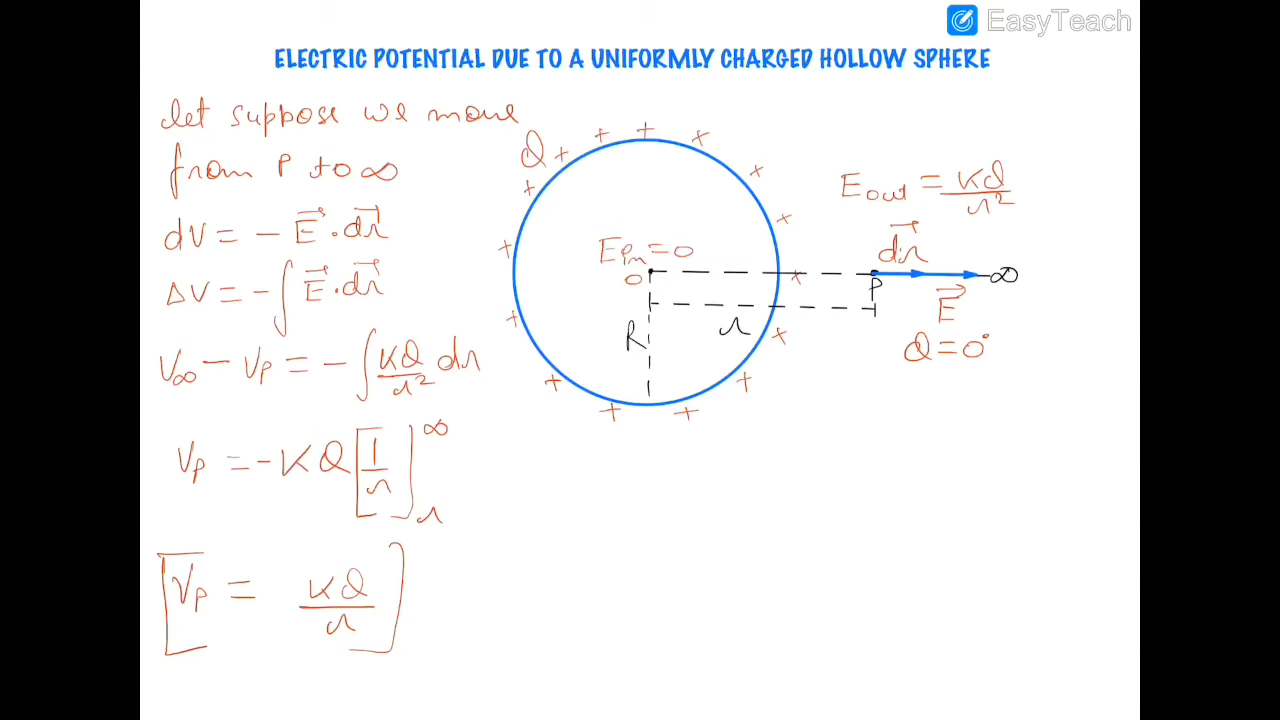 EasyTeach
ELECTRIC POTENTIAL DUE TO A UNIFORMLY CHARGED HOLLOW SPHERE
let suppose we move
from P to ∞
dV = - E⃗ · dr⃗
ΔV = - ∫ E⃗ · dr⃗
V∞ - VP = - ∫ KQ/r² dr
VP = - KQ [1/r]r^∞
[VP = KQ/r]
Q
+ + + + + + + + + + + + + + + + +
Ein = 0
O
R
r
Eout = KQ/r²
dr⃗
P
∞
E⃗
Q = 0°